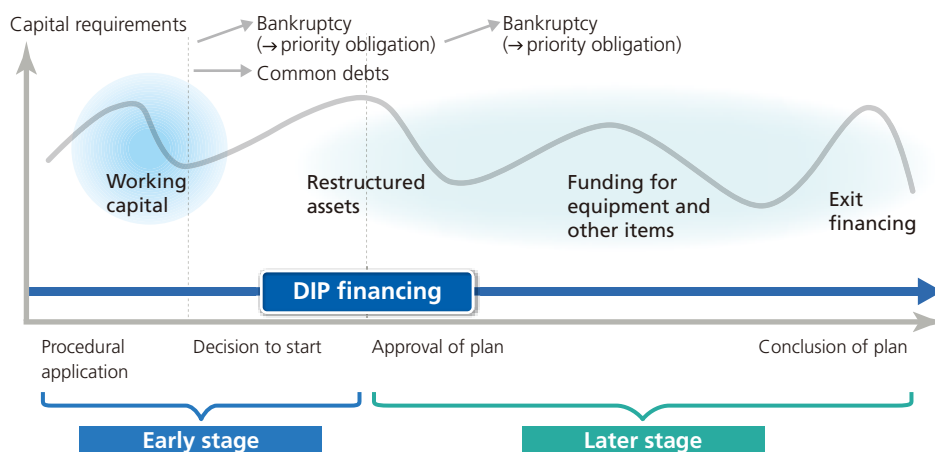 Capital requirements
Bankruptcy
(→ priority obligation)
Bankruptcy
(→ priority obligation)
Common debts
Working
capital
Restructured
assets
Funding for
equipment and
other items
Exit
financing
DIP financing
Procedural
application
Decision to start
Approval of plan
Conclusion of plan
Early stage
Later stage